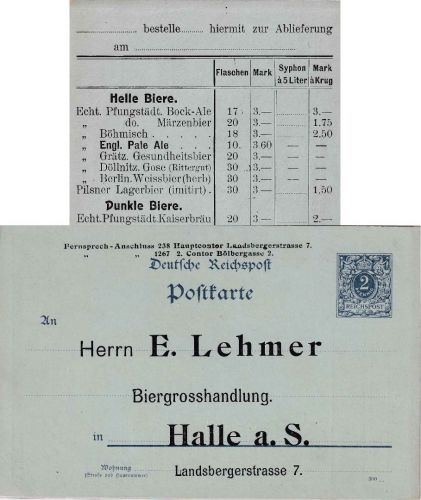 bestelle hiermit zur Ablieferung
am
Flaschen Mark Syphon à 5 Liter Mark à Krug
Helle Biere.
Echt. Pfungstädt. Bock-Ale 17 3.— 3.—
„ do. Märzenbier 20 3.— 1.75
„ Böhmisch . . . . 18 3.— 2.50
„ Engl. Pale Ale . . 10. 3.60
„ Grätz. Gesundheitsbier 20 3.—
„ Döllnitz. Gose (Rittergut) 30 3.—
„ Berlin. Weissbier (herb) 30 3.—
Pilsner Lagerbier (imitirt) . 30 3.— 1,50
Dunkle Biere.
Echt. Pfungstädt. Kaiserbräu 20 3.— 2.—
Fernsprech-Anschluss 238 Hauptcontor Landsbergerstrasse 7.
„ „ 1267 2. Contor Bölbergasse 2.
Deutsche Reichspost
Postkarte
2
REICHSPOST
An
Herrn E. Lehmer
Biergrosshandlung.
in Halle a. S.
Wohnung
(Straße und Hausnummer)
Landsbergerstrasse 7.